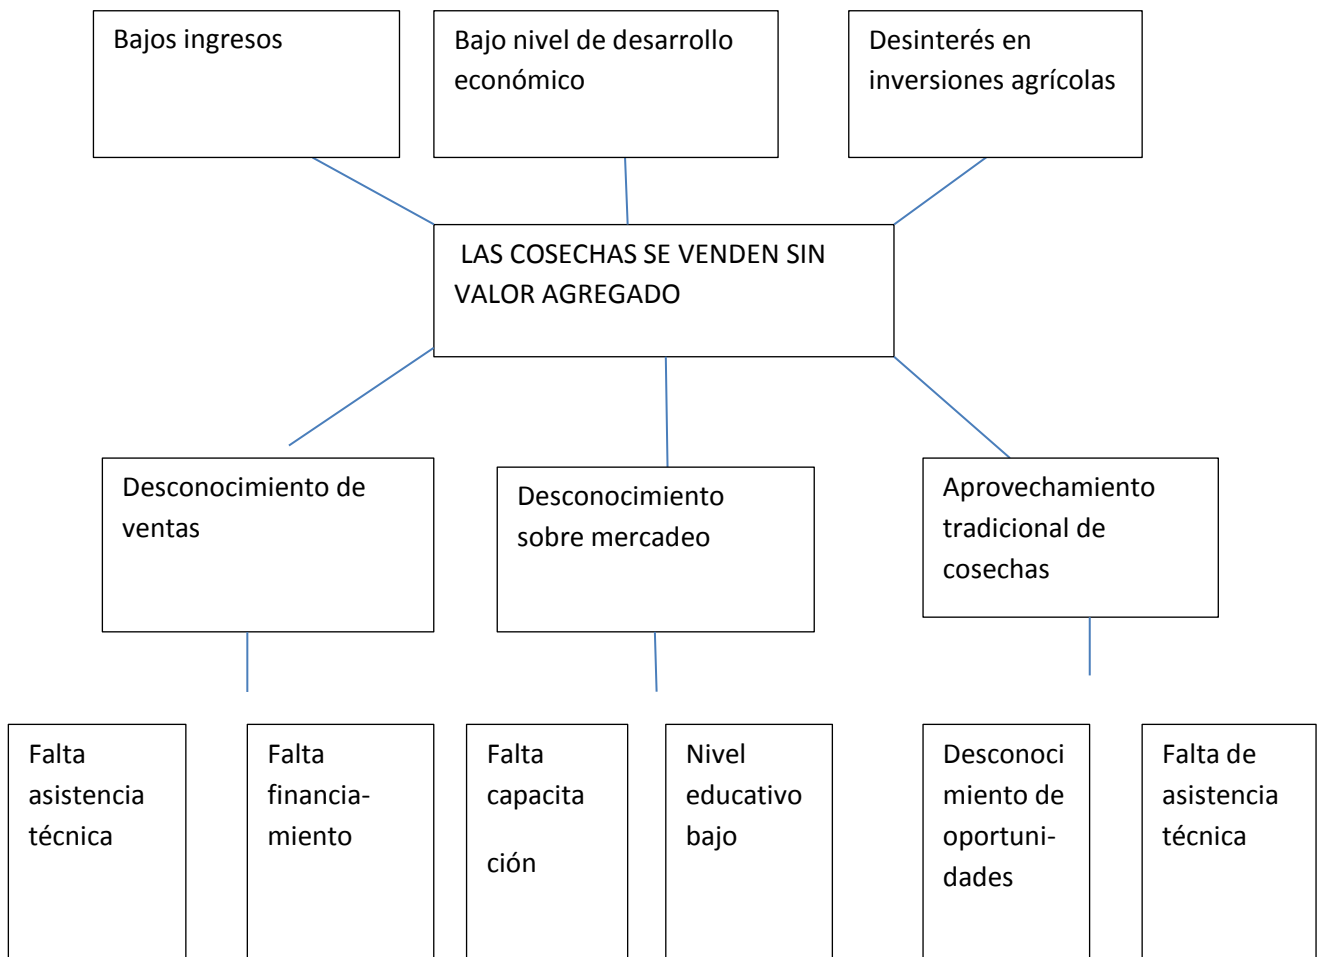 Bajos ingresos
Bajo nivel de desarrollo
económico
Desinterés en
inversiones agrícolas
LAS COSECHAS SE VENDEN SIN
VALOR AGREGADO
Desconocimiento de
ventas
Desconocimiento
sobre mercadeo
Aprovechamiento
tradicional de
cosechas
Falta
asistencia
técnica
Falta
financia-
miento
Falta
capacita
ción
Nivel
educativo
bajo
Desconoci
miento de
oportuni-
dades
Falta de
asistencia
técnica